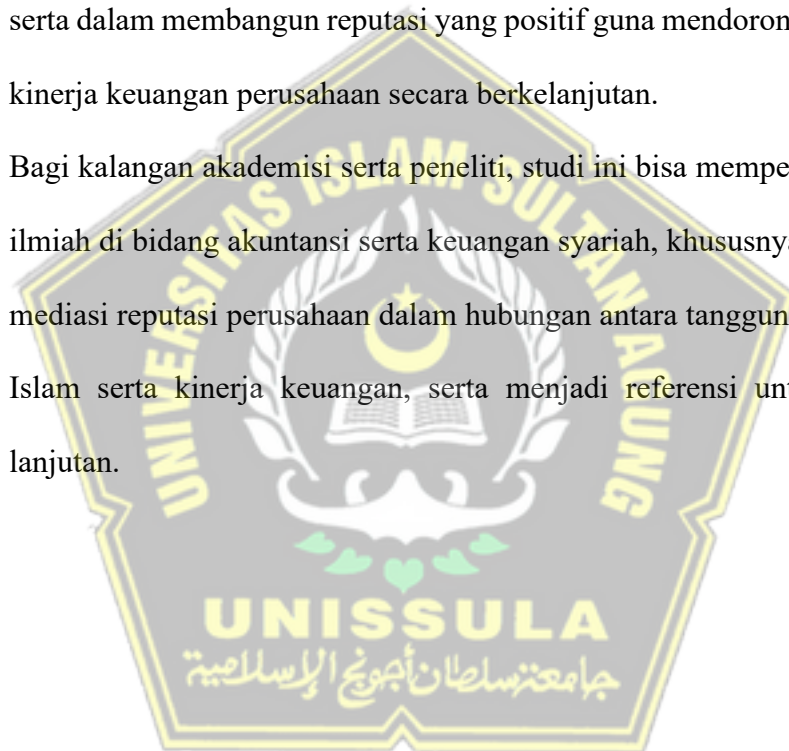 serta dalam membangun reputasi yang positif guna mendoron
kinerja keuangan perusahaan secara berkelanjutan.
Bagi kalangan akademisi serta peneliti, studi ini bisa mempe
ilmiah di bidang akuntansi serta keuangan syariah, khususnya
mediasi reputasi perusahaan dalam hubungan antara tanggun
Islam serta kinerja keuangan, serta menjadi referensi un
lanjutan.
UNIVERSITAS ISLAM SULTAN AGUNG
UNISSULA
جامعة سلطان أجونج الإسلامية